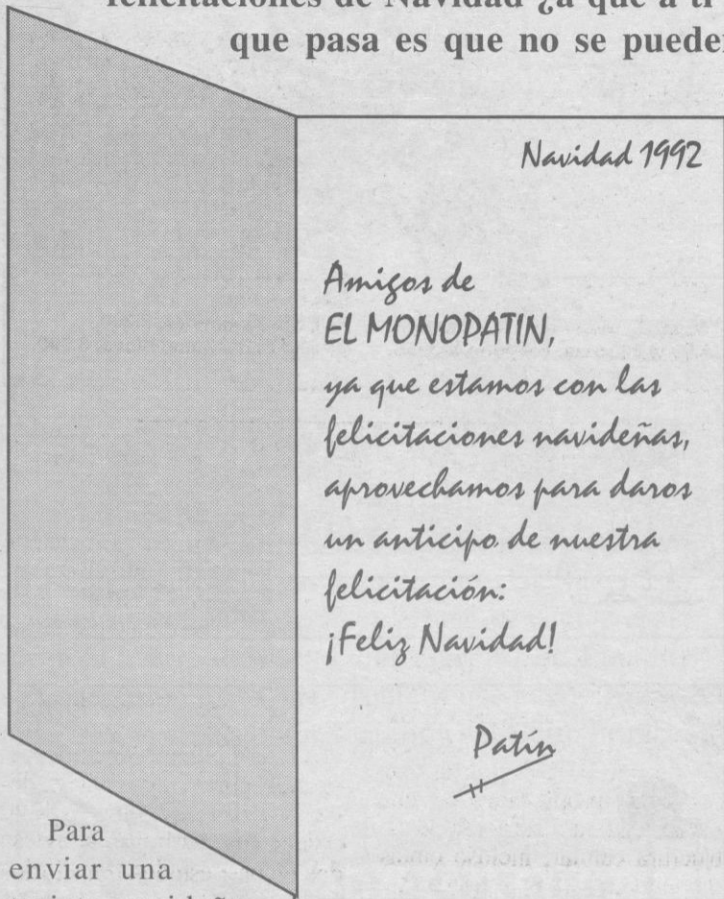 felicitaciones de Navidad ¿a que a ti
que pasa es que no se pueden
Navidad 1992
Amigos de
EL MONOPATIN,
ya que estamos con las
felicitaciones navideñas,
aprovechamos para daros
un anticipo de nuestra
felicitación:
¡Feliz Navidad!
Patín
Para
enviar una